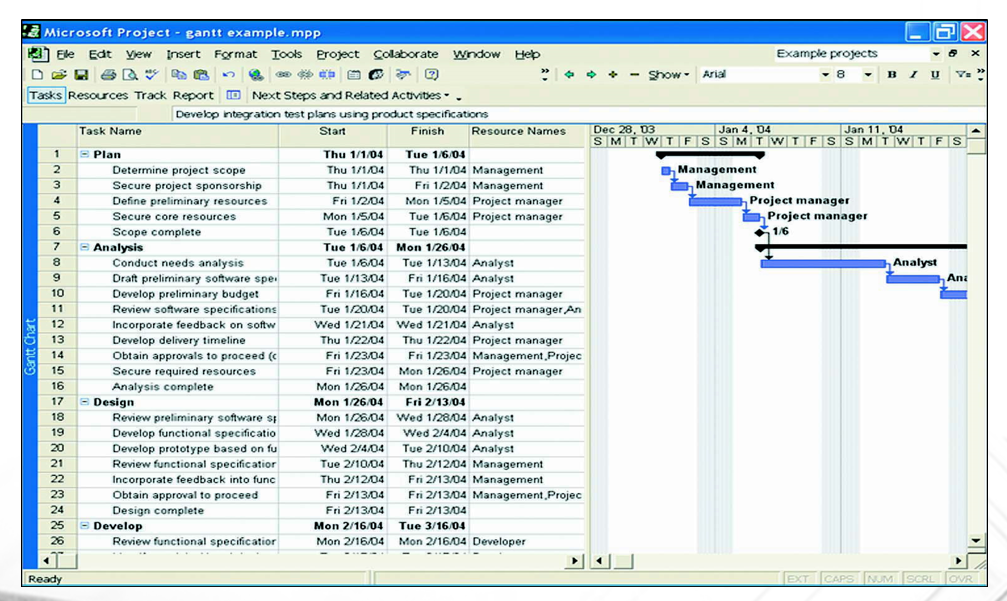 Microsoft Project - gantt example.mpp
File Edit View Insert Format Tools Project Collaborate Window Help Example projects
Show Arial 8 B I U
Tasks Resources Track Report Next Steps and Related Activities
Develop integration test plans using product specifications
Task Name Start Finish Resource Names Dec 28, '03 Jan 4, '04 Jan 11, '04
S M T W T F S S M T W T F S S M T W T F S
1 Plan Thu 1/1/04 Tue 1/6/04
2 Determine project scope Thu 1/1/04 Thu 1/1/04 Management Management
3 Secure project sponsorship Thu 1/1/04 Fri 1/2/04 Management Management
4 Define preliminary resources Fri 1/2/04 Mon 1/5/04 Project manager Project manager
5 Secure core resources Mon 1/5/04 Tue 1/6/04 Project manager Project manager
6 Scope complete Tue 1/6/04 Tue 1/6/04 1/6
7 Analysis Tue 1/6/04 Mon 1/26/04
8 Conduct needs analysis Tue 1/6/04 Tue 1/13/04 Analyst Analyst
9 Draft preliminary software spe Tue 1/13/04 Fri 1/16/04 Analyst Ana
10 Develop preliminary budget Fri 1/16/04 Tue 1/20/04 Project manager
11 Review software specifications Tue 1/20/04 Tue 1/20/04 Project manager,An
12 Incorporate feedback on softw Wed 1/21/04 Wed 1/21/04 Analyst
13 Develop delivery timeline Thu 1/22/04 Thu 1/22/04 Project manager
14 Obtain approvals to proceed (c Fri 1/23/04 Fri 1/23/04 Management,Projec
15 Secure required resources Fri 1/23/04 Mon 1/26/04 Project manager
16 Analysis complete Mon 1/26/04 Mon 1/26/04
17 Design Mon 1/26/04 Fri 2/13/04
18 Review preliminary software sp Mon 1/26/04 Wed 1/28/04 Analyst
19 Develop functional specificatio Wed 1/28/04 Wed 2/4/04 Analyst
20 Develop prototype based on fu Wed 2/4/04 Tue 2/10/04 Analyst
21 Review functional specification Tue 2/10/04 Thu 2/12/04 Management
22 Incorporate feedback into func Thu 2/12/04 Fri 2/13/04 Management
23 Obtain approval to proceed Fri 2/13/04 Fri 2/13/04 Management,Projec
24 Design complete Fri 2/13/04 Fri 2/13/04
25 Develop Mon 2/16/04 Tue 3/16/04
26 Review functional specification Mon 2/16/04 Mon 2/16/04 Developer
Gantt Chart
Ready EXT CAPS NUM SCRL OVR